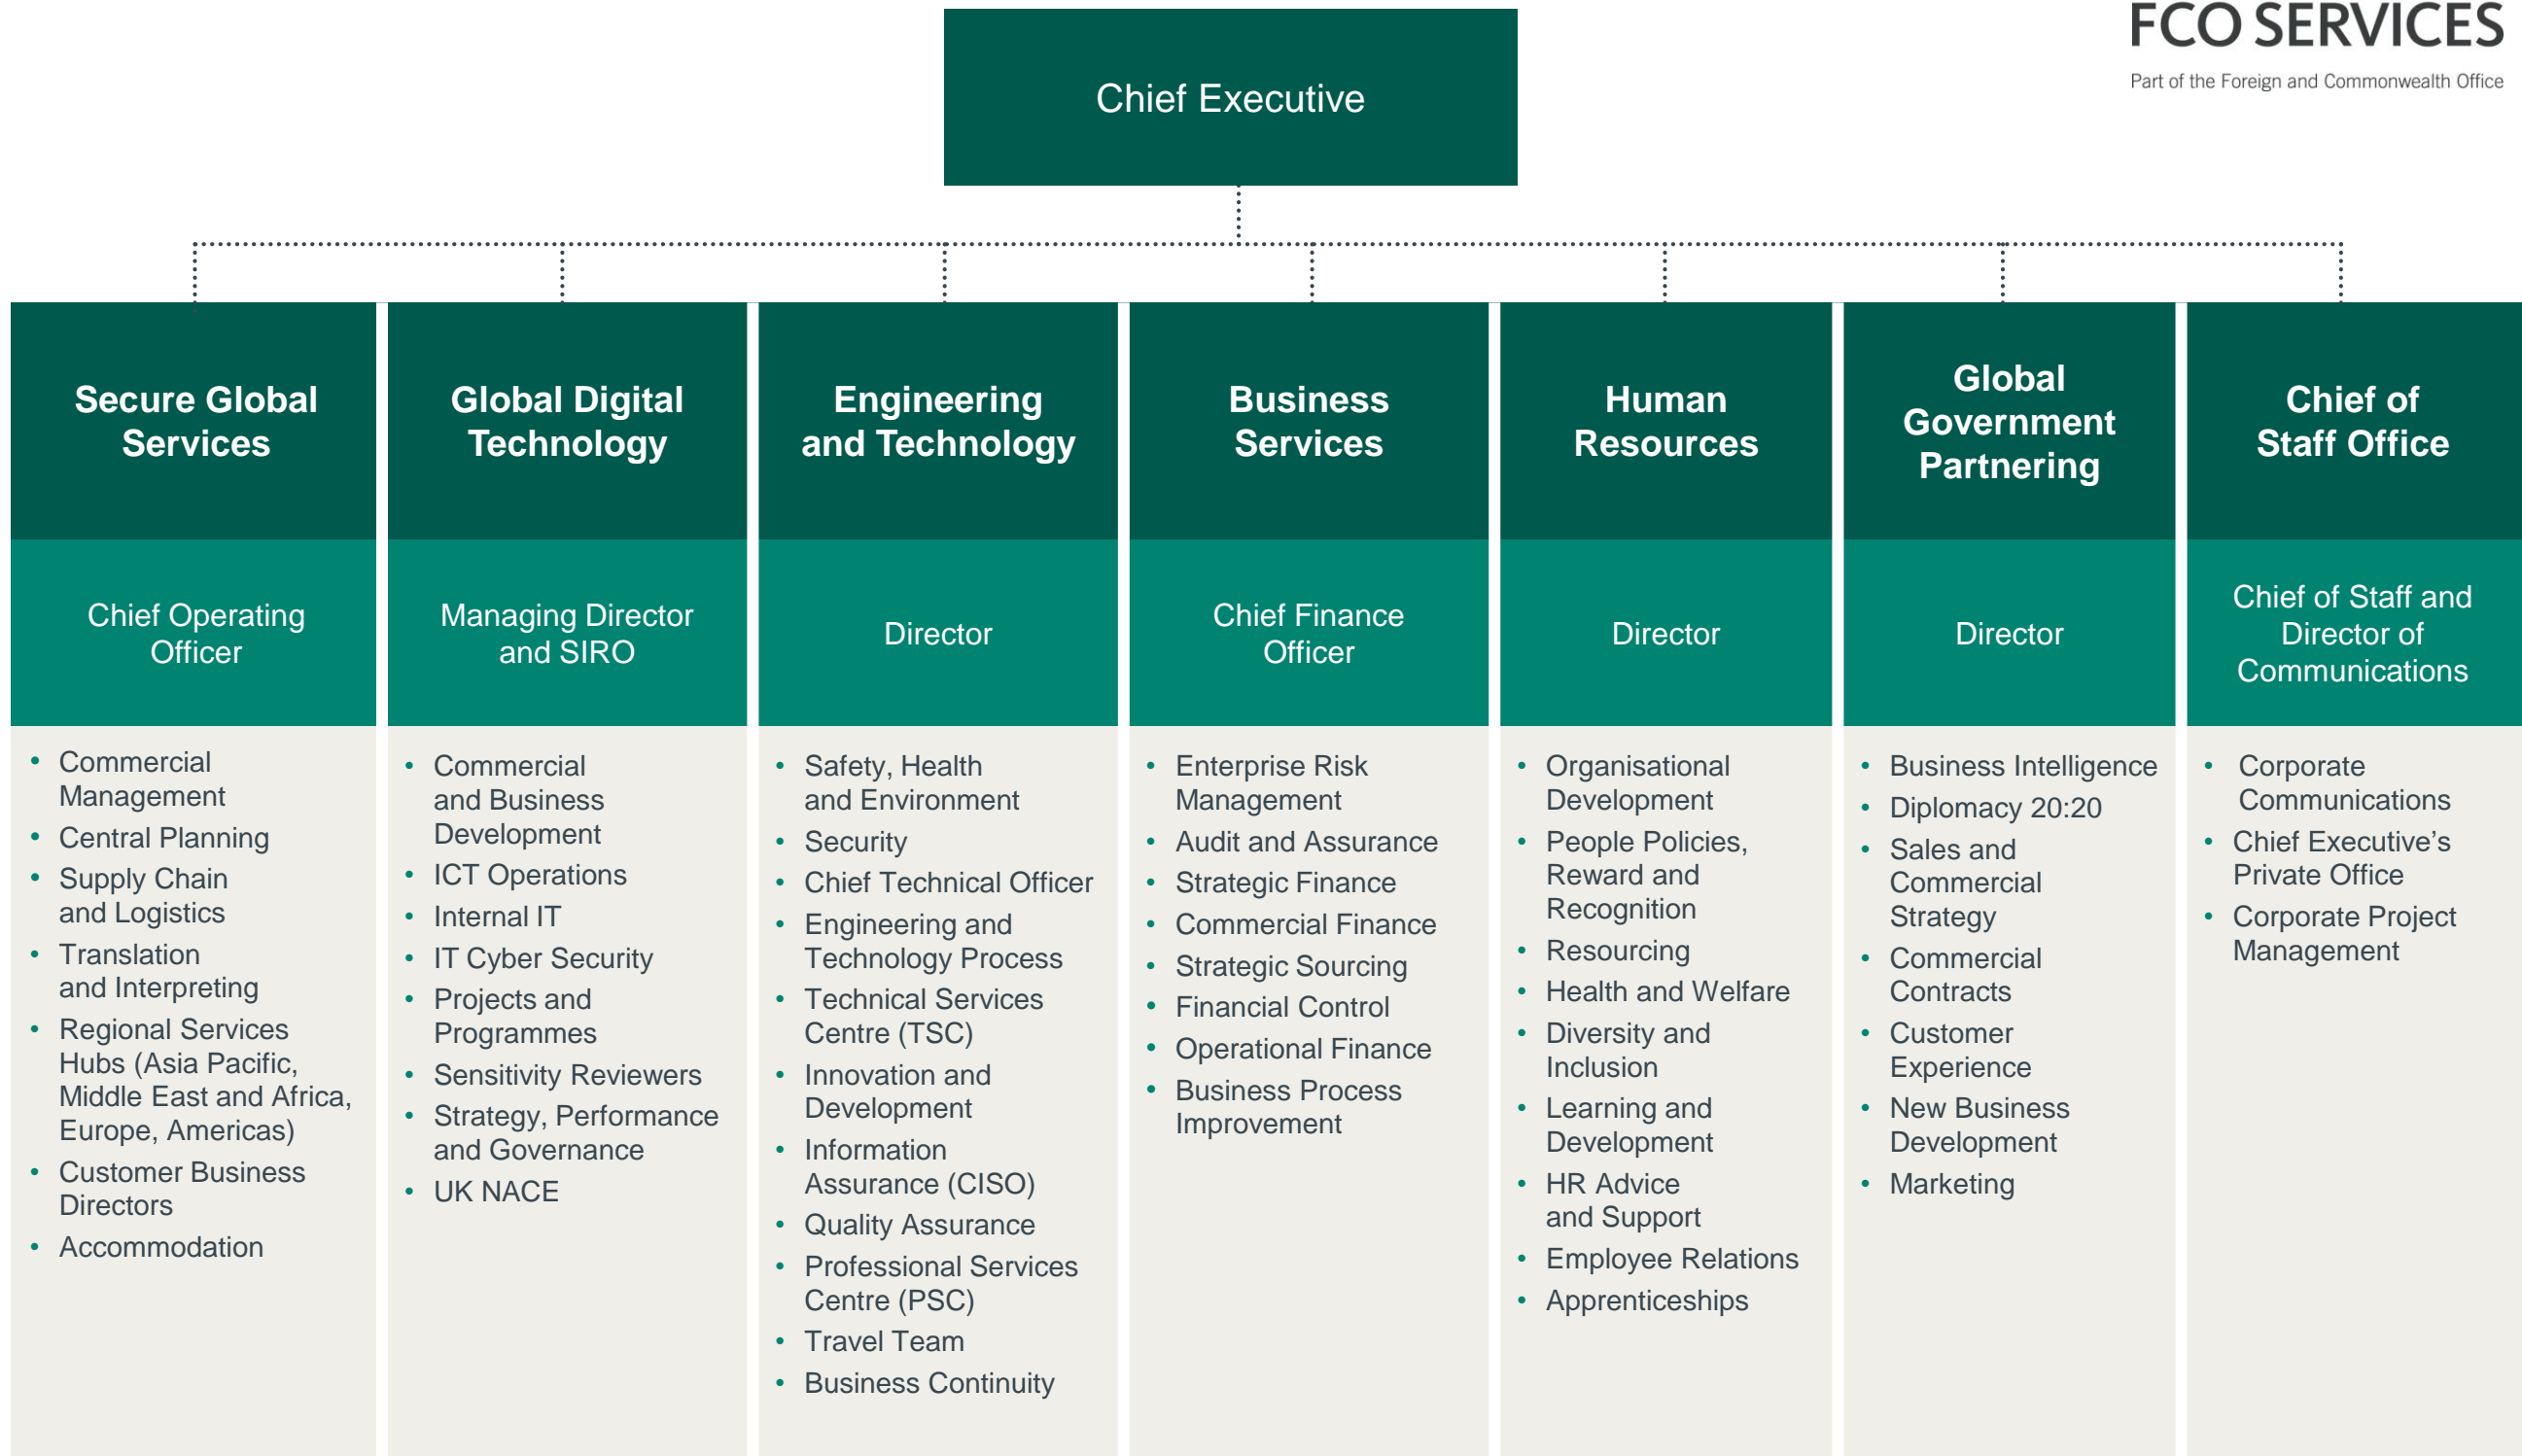 FCO SERVICES
Part of the Foreign and Commonwealth Office
Chief Executive
Secure Global
Services
Chief Operating
Officer
• Commercial
Management
• Central Planning
• Supply Chain
and Logistics
• Translation
and Interpreting
• Regional Services
Hubs (Asia Pacific,
Middle East and Africa,
Europe, Americas)
• Customer Business
Directors
• Accommodation
Global Digital
Technology
Managing Director
and SIRO
• Commercial
and Business
Development
• ICT Operations
• Internal IT
• IT Cyber Security
• Projects and
Programmes
• Sensitivity Reviewers
• Strategy, Performance
and Governance
• UK NACE
Engineering
and Technology
Director
• Safety, Health
and Environment
• Security
• Chief Technical Officer
• Engineering and
Technology Process
• Technical Services
Centre (TSC)
• Innovation and
Development
• Information
Assurance (CISO)
• Quality Assurance
• Professional Services
Centre (PSC)
• Travel Team
• Business Continuity
Business
Services
Chief Finance
Officer
• Enterprise Risk
Management
• Audit and Assurance
• Strategic Finance
• Commercial Finance
• Strategic Sourcing
• Financial Control
• Operational Finance
• Business Process
Improvement
Human
Resources
Director
• Organisational
Development
• People Policies,
Reward and
Recognition
• Resourcing
• Health and Welfare
• Diversity and
Inclusion
• Learning and
Development
• HR Advice
and Support
• Employee Relations
• Apprenticeships
Global
Government
Partnering
Director
• Business Intelligence
• Diplomacy 20:20
• Sales and
Commercial
Strategy
• Commercial
Contracts
• Customer
Experience
• New Business
Development
• Marketing
Chief of
Staff Office
Chief of Staff and
Director of
Communications
• Corporate
Communications
• Chief Executive’s
Private Office
• Corporate Project
Management